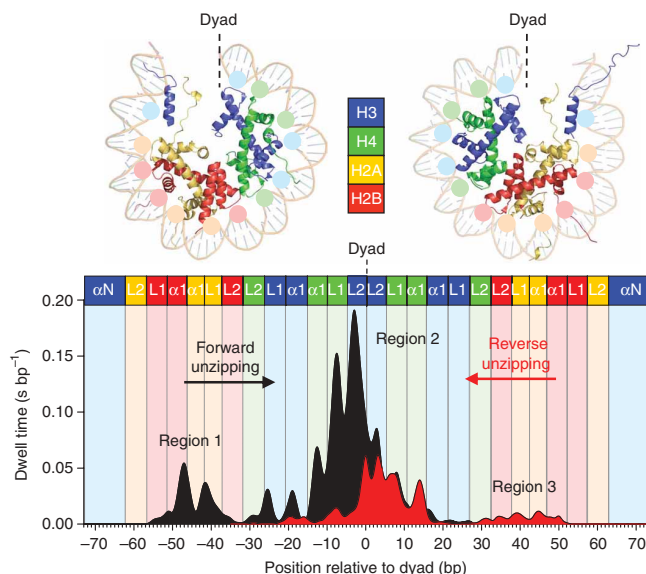 Dyad
Dyad
H3
H4
H2A
H2B
Dyad
αN L2 L1 α1 α1 L1 L2 L2 L1 α1 α1 L1 L2 L2 L1 α1 α1 L1 L2 L2 L1 α1 α1 L1 L2 αN
Forward
unzipping
Region 2
Reverse
unzipping
Region 1
Region 3
Dwell time (s bp⁻¹)
0.20
0.15
0.10
0.05
0.00
−70 −60 −50 −40 −30 −20 −10 0 10 20 30 40 50 60 70
Position relative to dyad (bp)